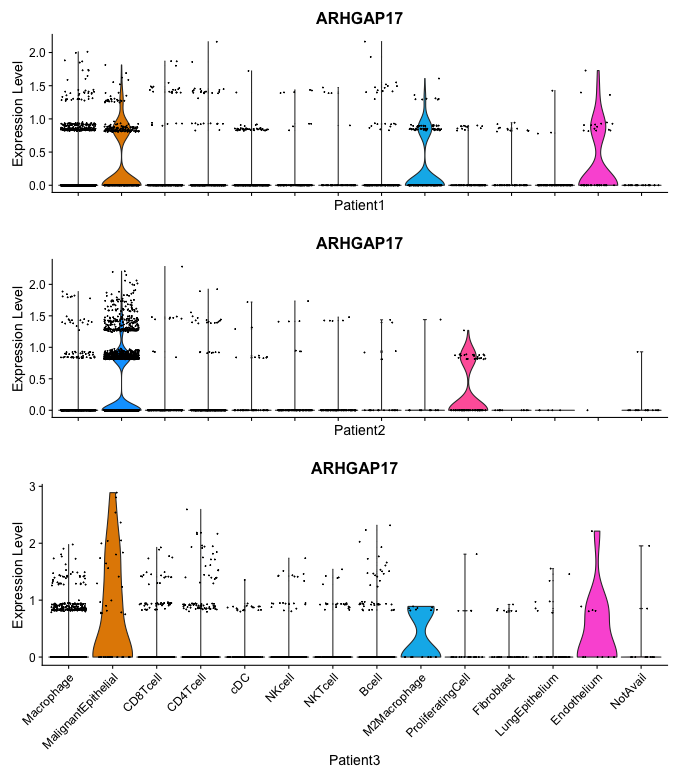 ARHGAP17
Expression Level
2.0
1.5
1.0
0.5
0.0
Patient1
ARHGAP17
Expression Level
2.0
1.5
1.0
0.5
0.0
Patient2
ARHGAP17
Expression Level
3
2
1
0
Macrophage
MalignantEpithelial
CD8Tcell
CD4Tcell
cDC
NKcell
NKTcell
Bcell
M2Macrophage
ProliferatingCell
Fibroblast
LungEpithelium
Endothelium
NotAvail
Patient3